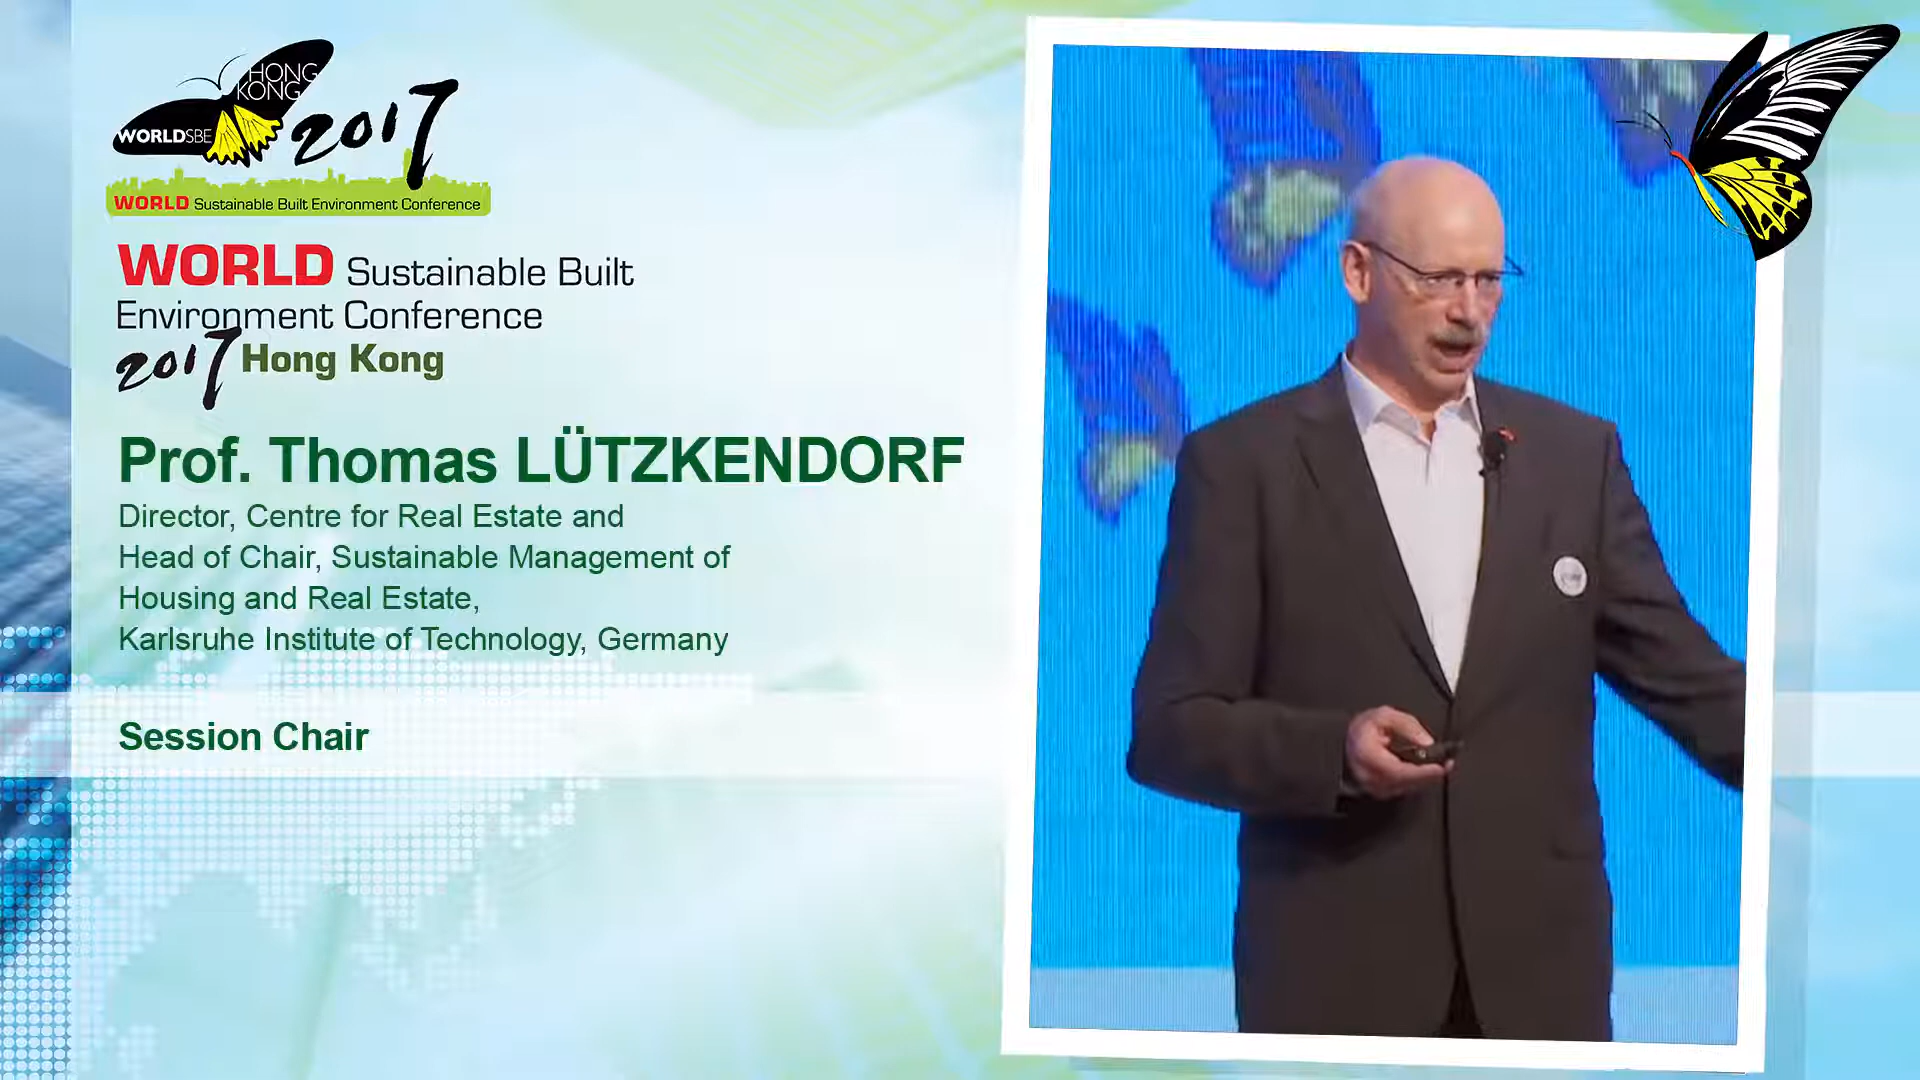 HONG
KONG
2017
WORLDSBE
WORLD Sustainable Built Environment Conference
WORLD Sustainable Built
Environment Conference
2017 Hong Kong
Prof. Thomas LÜTZKENDORF
Director, Centre for Real Estate and
Head of Chair, Sustainable Management of
Housing and Real Estate,
Karlsruhe Institute of Technology, Germany
Session Chair